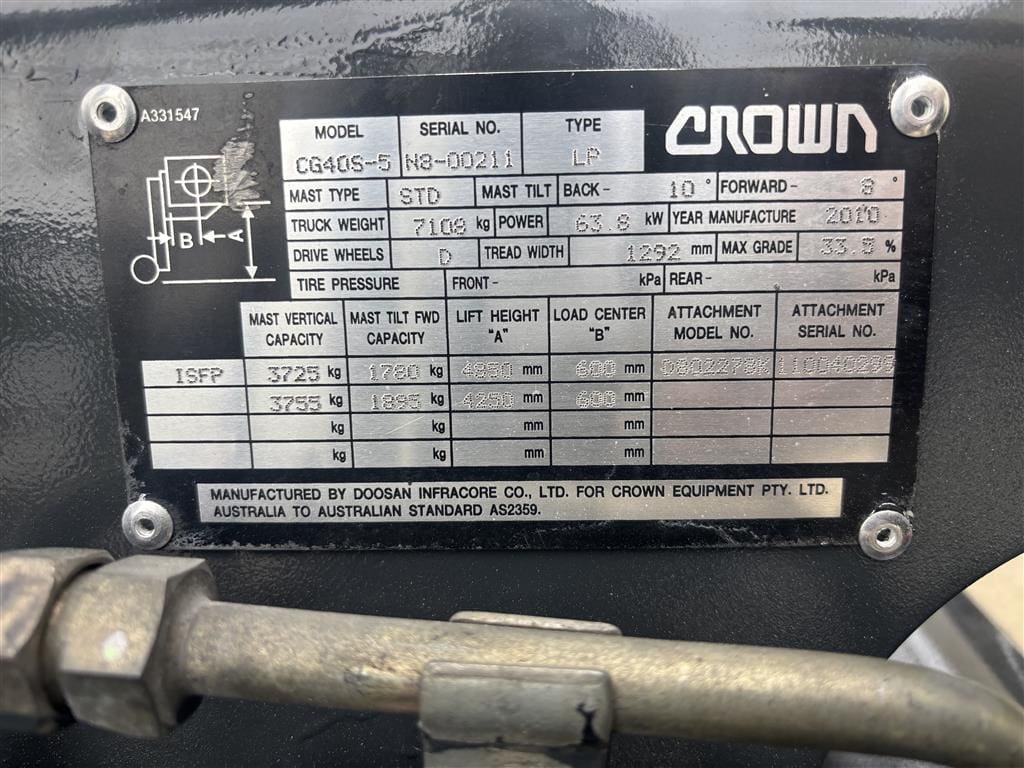 A331547
CROWN
MODEL SERIAL NO. TYPE
CG40S-5 N8-00211 LP
MAST TYPE STD MAST TILT BACK- 10° FORWARD- 8°
TRUCK WEIGHT 7108 kg POWER 63.8 kW YEAR MANUFACTURE 2010
DRIVE WHEELS D TREAD WIDTH 1292 mm MAX GRADE 33.8 %
TIRE PRESSURE FRONT- kPa REAR- kPa
MAST VERTICAL MAST TILT FWD LIFT HEIGHT LOAD CENTER ATTACHMENT ATTACHMENT
CAPACITY CAPACITY "A" "B" MODEL NO. SERIAL NO.
ISFP 3725 kg 1780 kg 4850 mm 600 mm D802278K 110040299
3755 kg 1895 kg 4250 mm 600 mm
kg kg mm mm
kg kg mm mm
B A
MANUFACTURED BY DOOSAN INFRACORE CO., LTD. FOR CROWN EQUIPMENT PTY. LTD.
AUSTRALIA TO AUSTRALIAN STANDARD AS2359.